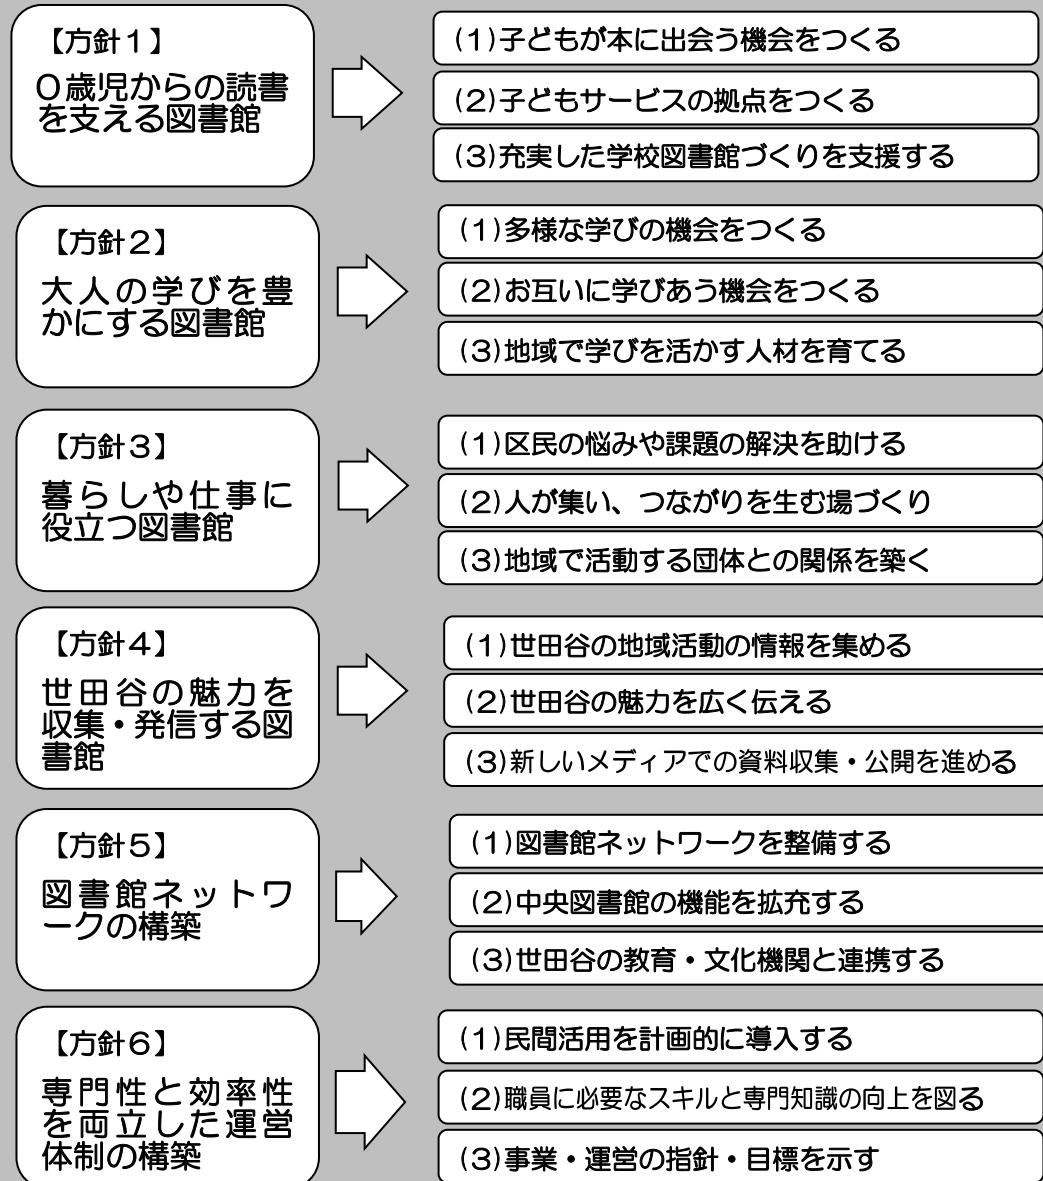 【方針１】
０歳児からの読書
を支える図書館
(１)子どもが本に出会う機会をつくる
(２)子どもサービスの拠点をつくる
(３)充実した学校図書館づくりを支援する
【方針２】
大人の学びを豊
かにする図書館
(１)多様な学びの機会をつくる
(２)お互いに学びあう機会をつくる
(３)地域で学びを活かす人材を育てる
【方針３】
暮らしや仕事に
役立つ図書館
(１)区民の悩みや課題の解決を助ける
(２)人が集い、つながりを生む場づくり
(３)地域で活動する団体との関係を築く
【方針４】
世田谷の魅力を
収集・発信する図
書館
(１)世田谷の地域活動の情報を集める
(２)世田谷の魅力を広く伝える
(３)新しいメディアでの資料収集・公開を進める
【方針５】
図書館ネットワ
ークの構築
(１)図書館ネットワークを整備する
(２)中央図書館の機能を拡充する
(３)世田谷の教育・文化機関と連携する
【方針６】
専門性と効率性
を両立した運営
体制の構築
(１)民間活用を計画的に導入する
(２)職員に必要なスキルと専門知識の向上を図る
(３)事業・運営の指針・目標を示す